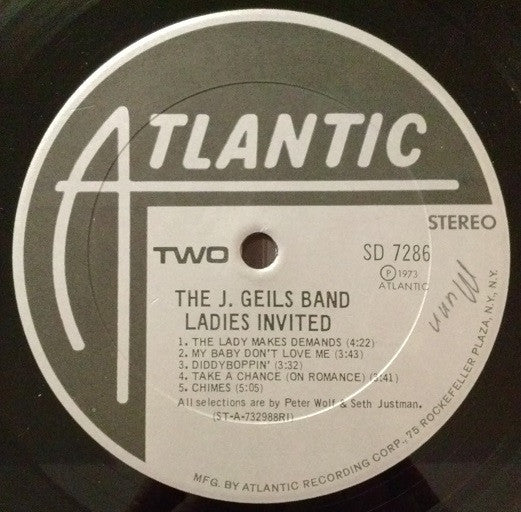 ATLANTIC
STEREO
TWO
SD 7286
Ⓟ 1973
ATLANTIC
THE J. GEILS BAND
LADIES INVITED
1. THE LADY MAKES DEMANDS (4:22)
2. MY BABY DON'T LOVE ME (3:43)
3. DIDDYBOPPIN' (3:32)
4. TAKE A CHANCE (ON ROMANCE) (3:41)
5. CHIMES (5:05)
All selections are by Peter Wolf & Seth Justman.
(ST-A-732988RI)
MFG. BY ATLANTIC RECORDING CORP., 75 ROCKEFELLER PLAZA, N.Y., N.Y.